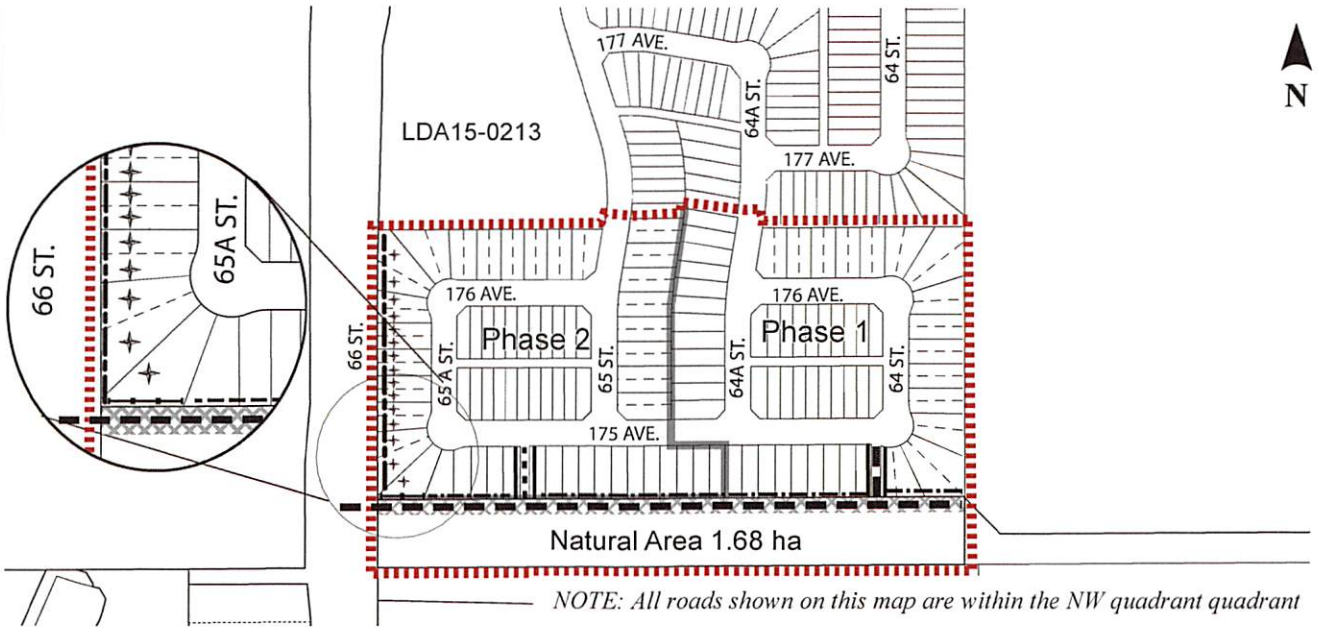 177 AVE.
64A ST.
64 ST.
N
LDA15-0213
177 AVE.
66 ST.
65A ST.
176 AVE.
176 AVE.
Phase 2
Phase 1
66 ST.
65 A ST.
65 ST.
64A ST.
64 ST.
175 AVE.
Natural Area 1.68 ha
NOTE: All roads shown on this map are within the NW quadrant quadrant